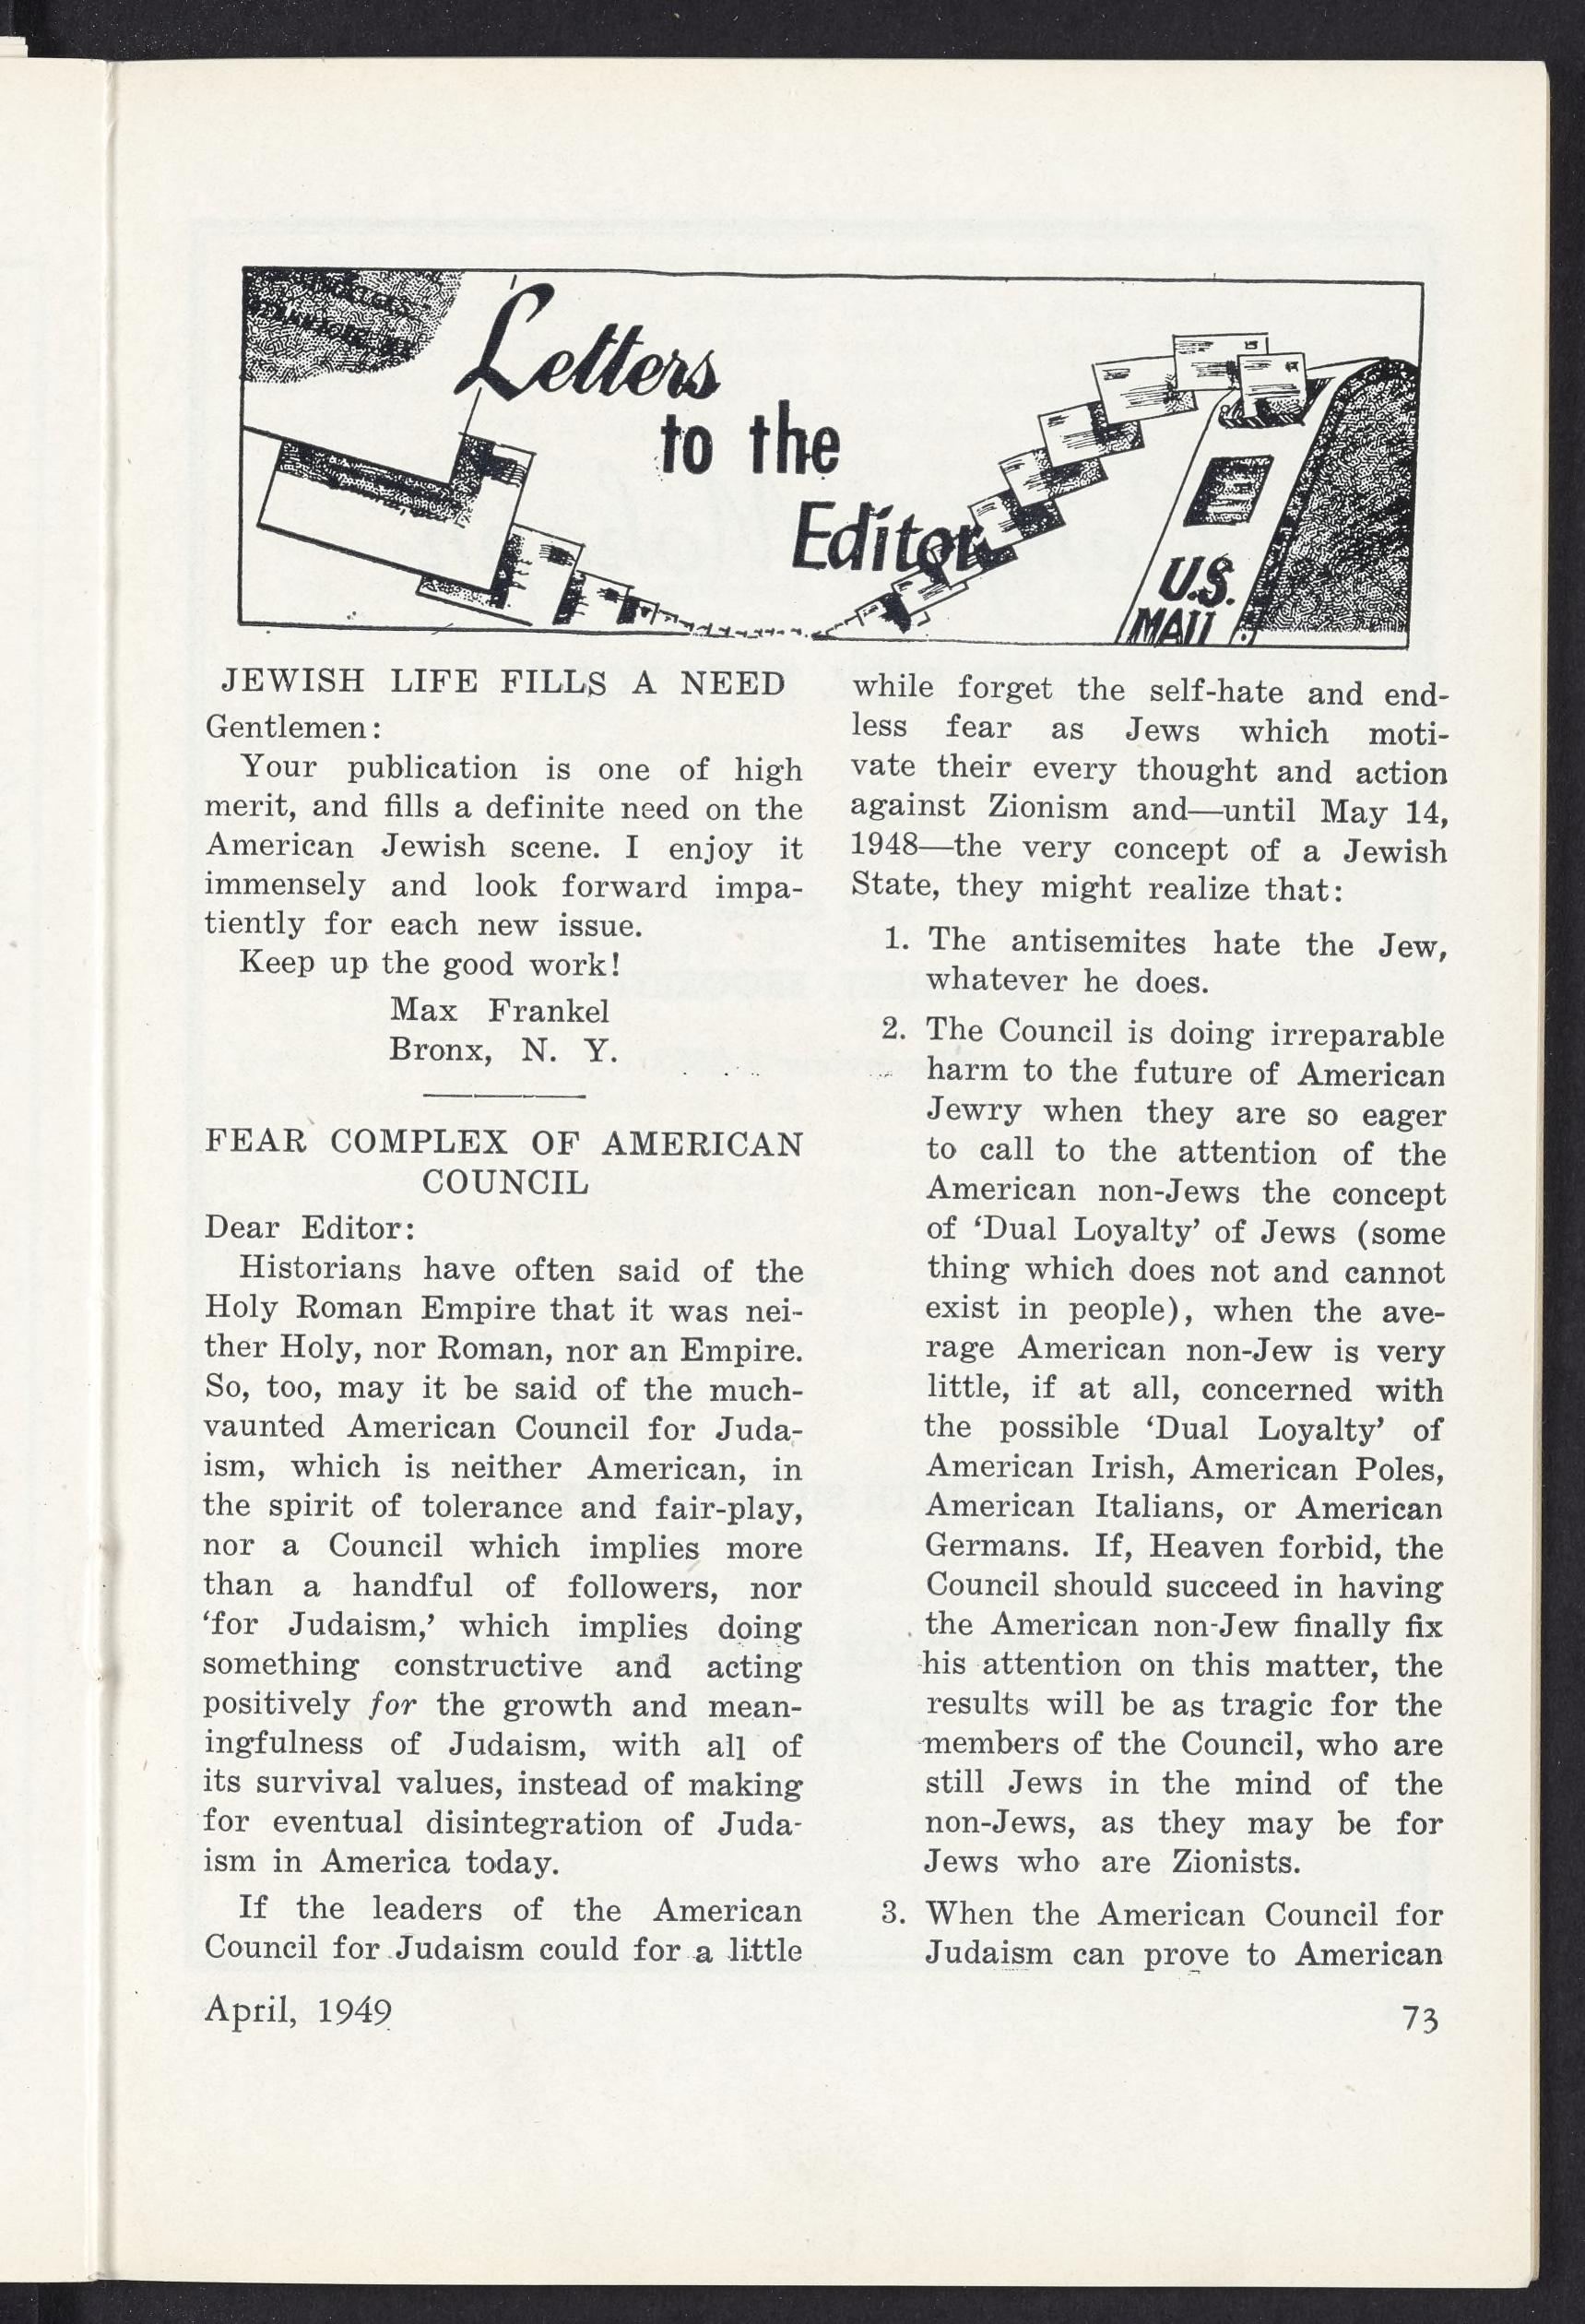 Letters
to the
Editor
U.S.
MAIL
JEWISH LIFE FILLS A NEED
Gentlemen:
Your publication is one of high
merit, and fills a definite need on the
American Jewish scene. I enjoy it
immensely and look forward impa-
tiently for each new issue.
Keep up the good work!
Max Frankel
Bronx, N. Y.
FEAR COMPLEX OF AMERICAN
COUNCIL
Dear Editor:
Historians have often said of the
Holy Roman Empire that it was nei-
ther Holy, nor Roman, nor an Empire.
So, too, may it be said of the much-
vaunted American Council for Juda-
ism, which is neither American, in
the spirit of tolerance and fair-play,
nor a Council which implies more
than a handful of followers, nor
‘for Judaism,’ which implies doing
something constructive and acting
positively for the growth and mean-
ingfulness of Judaism, with all of
its survival values, instead of making
for eventual disintegration of Juda-
ism in America today.
If the leaders of the American
Council for Judaism could for a little
while forget the self-hate and end-
less fear as Jews which moti-
vate their every thought and action
against Zionism and—until May 14,
1948—the very concept of a Jewish
State, they might realize that:
1. The antisemites hate the Jew,
whatever he does.
2. The Council is doing irreparable
harm to the future of American
Jewry when they are so eager
to call to the attention of the
American non-Jews the concept
of ‘Dual Loyalty’ of Jews (some
thing which does not and cannot
exist in people), when the ave-
rage American non-Jew is very
little, if at all, concerned with
the possible ‘Dual Loyalty’ of
American Irish, American Poles,
American Italians, or American
Germans. If, Heaven forbid, the
Council should succeed in having
the American non-Jew finally fix
his attention on this matter, the
results will be as tragic for the
members of the Council, who are
still Jews in the mind of the
non-Jews, as they may be for
Jews who are Zionists.
3. When the American Council for
Judaism can prove to American
April, 1949
73